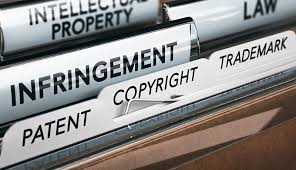 INTELLECTUAL
PROPERTY
LAW
INFRINGEMENT
TRADEMARK
COPYRIGHT
PATENT